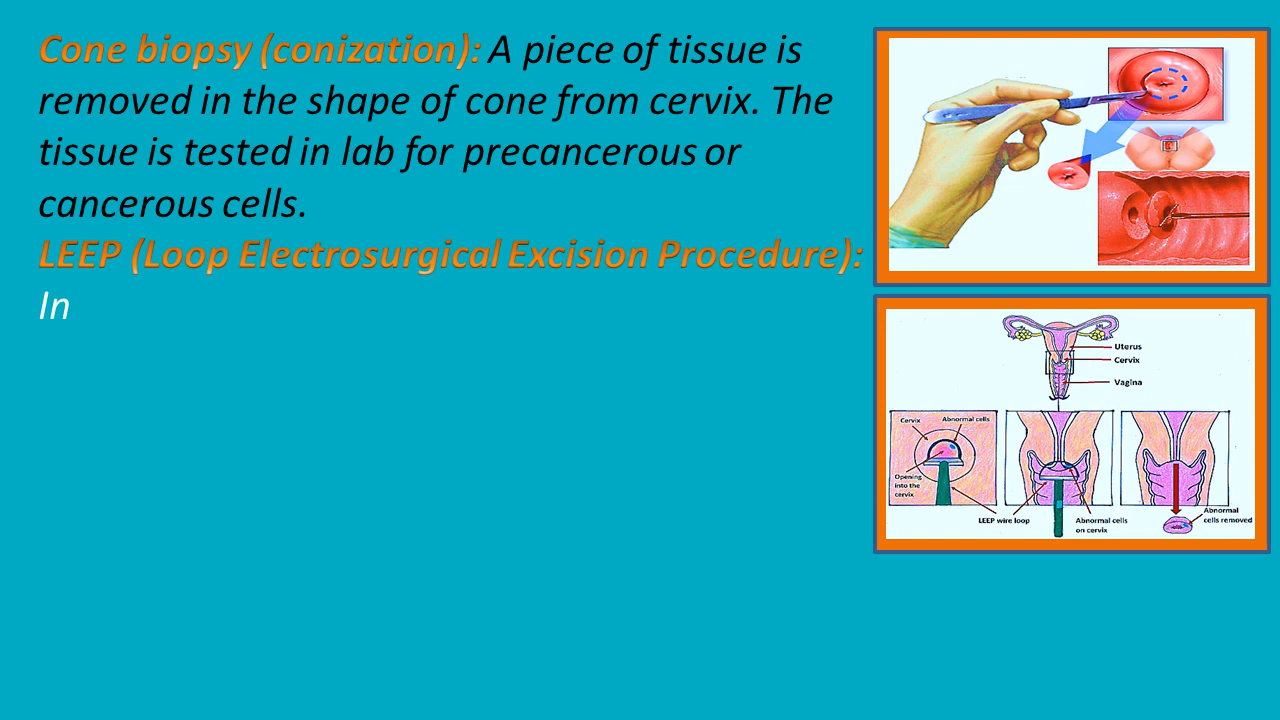 Cone biopsy (conization): A piece of tissue is
removed in the shape of cone from cervix. The
tissue is tested in lab for precancerous or
cancerous cells.
LEEP (Loop Electrosurgical Excision Procedure):
In
Uterus
Cervix
Vagina
Cervix
Abnormal cells
Opening
into the
cervix
LEEP wire loop
Abnormal cells
on cervix
Abnormal
cells removed